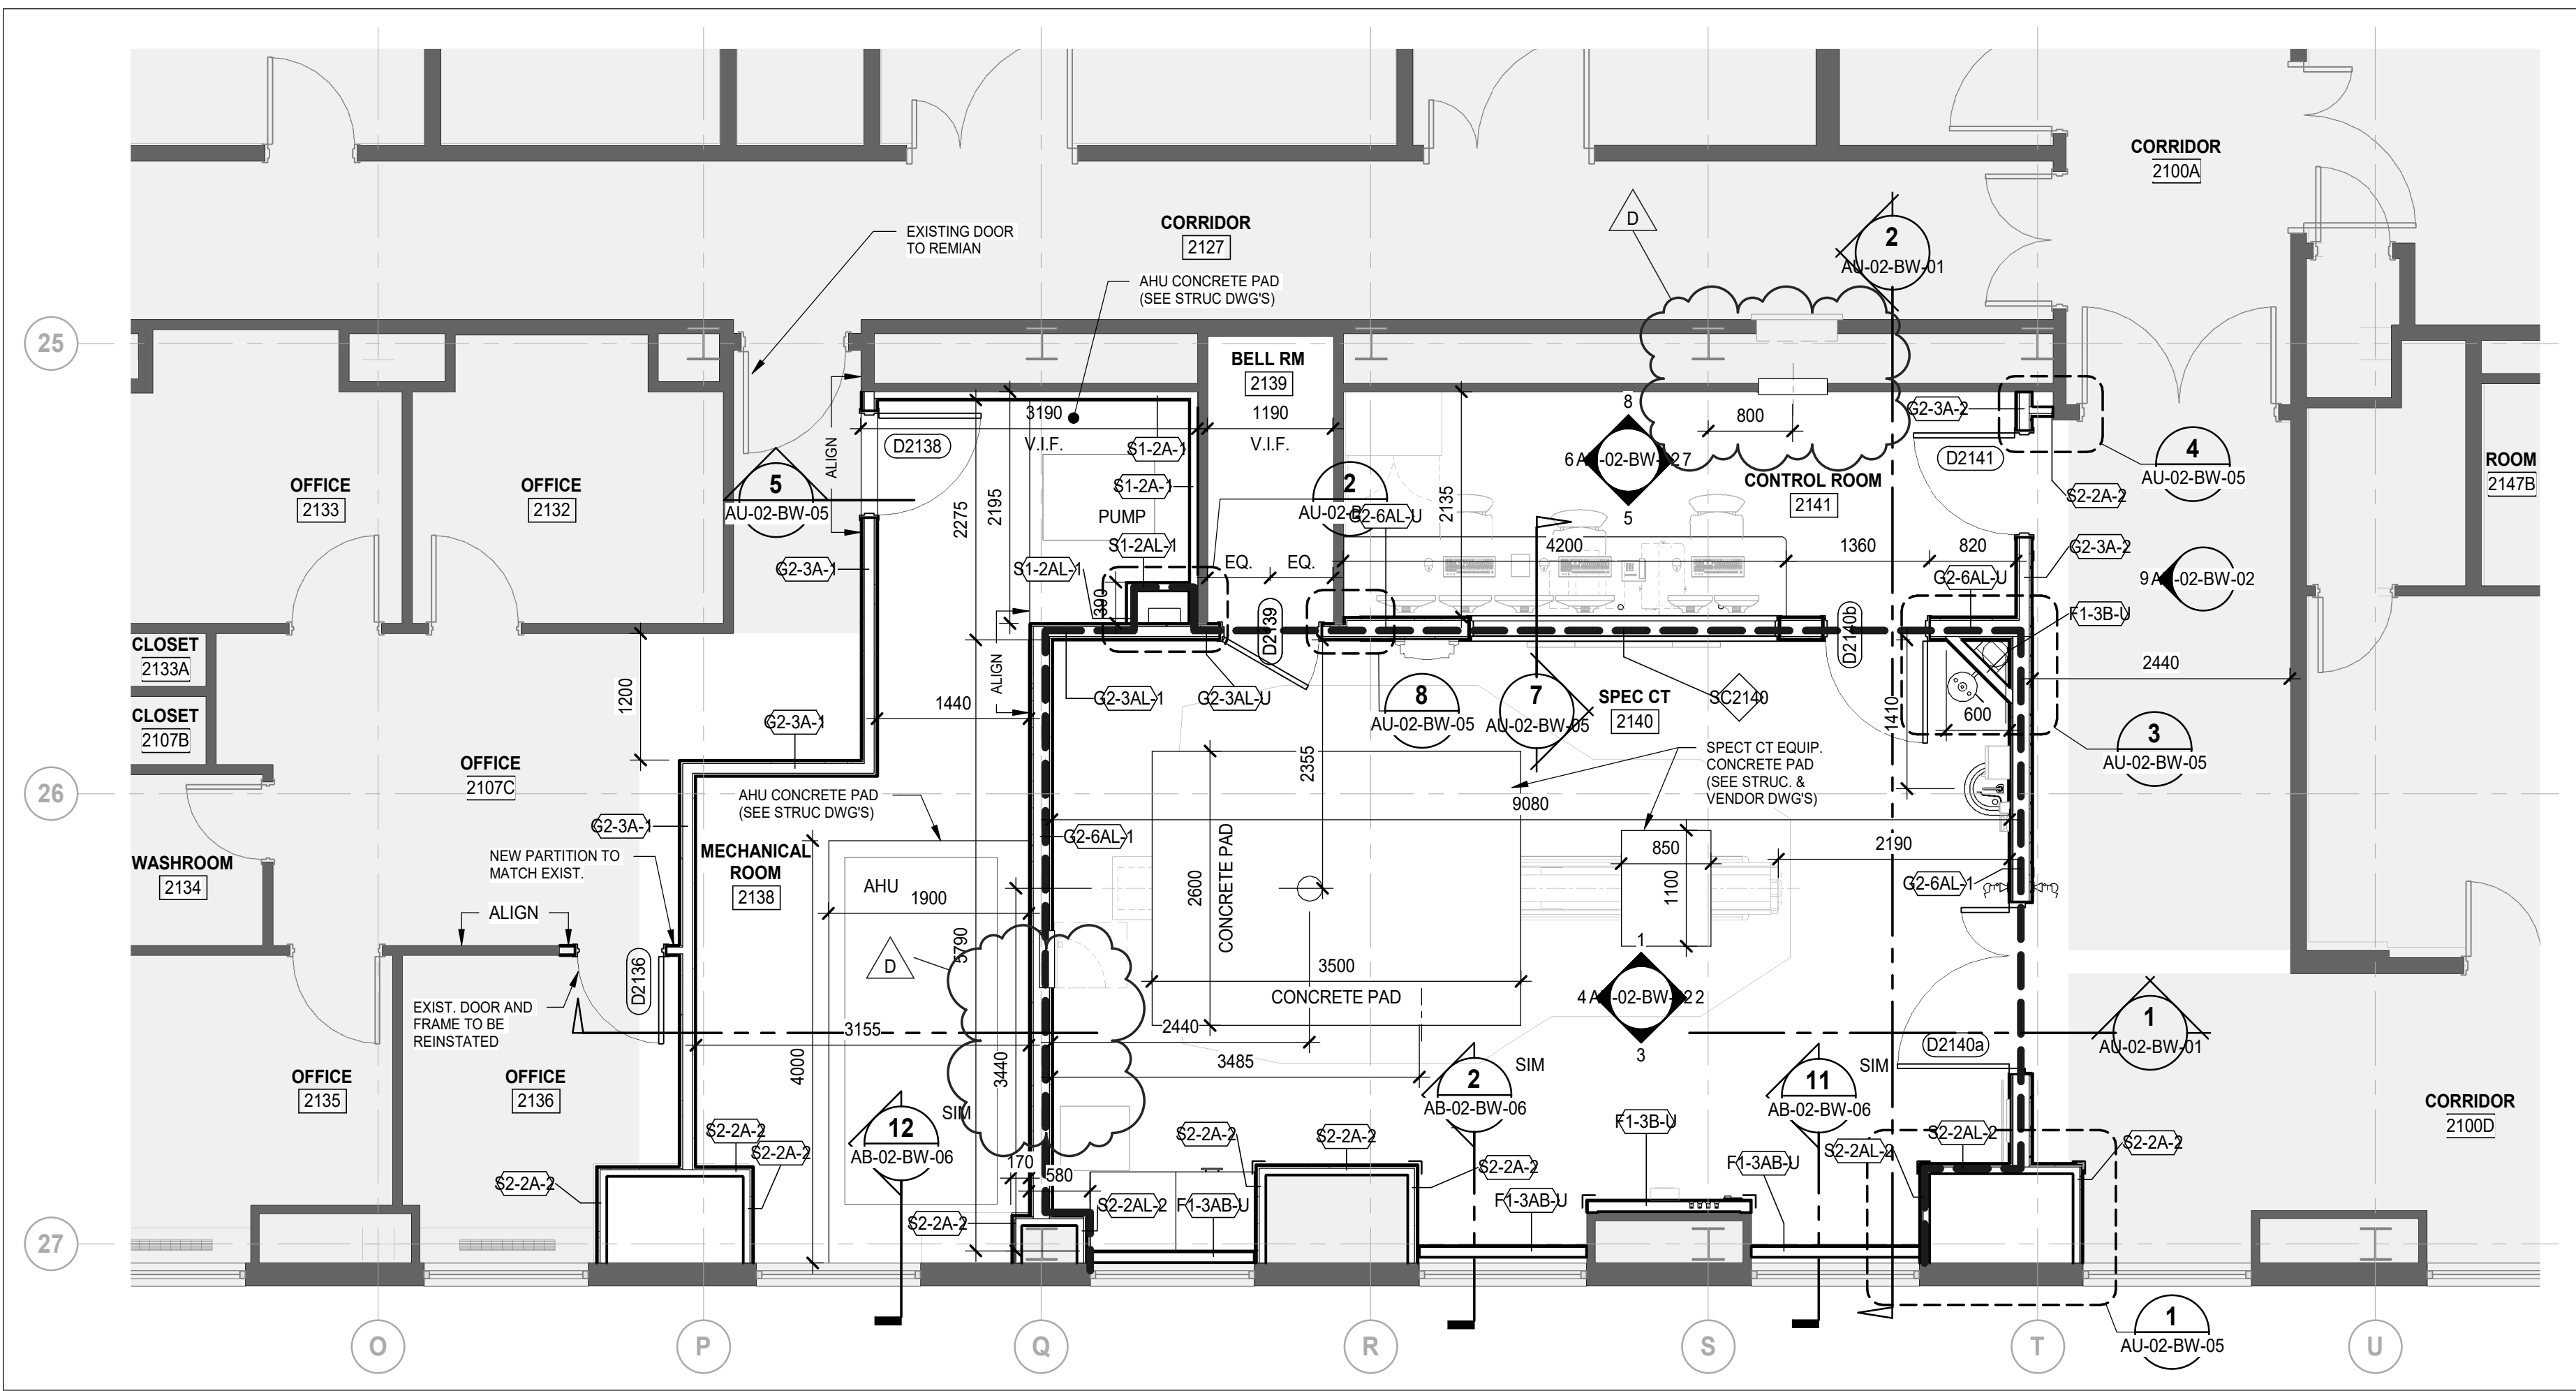 CORRIDOR
2100A
CORRIDOR
2127
EXISTING DOOR
TO REMIAN
AHU CONCRETE PAD
(SEE STRUC DWG'S)
D
2
AU-02-BW-01
25
BELL RM
2139
3190
V.I.F.
1190
V.I.F.
800
8
G2-3A-2
D2138
ALIGN
S1-2A-1
S1-2A-1
PUMP
S1-2AL-1
S1-2AL-1
5
AU-02-BW-05
2275
2195
390
2
G2-6AL-U
2135
6
7
5
CONTROL ROOM
2141
D2141
4
AU-02-BW-05
S2-2A-2
ROOM
2147B
OFFICE
2133
OFFICE
2132
G2-3A-1
EQ.
EQ.
4200
1360
820
G2-3A-2
G2-6AL-U
9
-02-BW-02
F1-3B-U
D2139
D2140b
CLOSET
2133A
CLOSET
2107B
1200
G2-3A-1
1440
ALIGN
G2-3AL-1
G2-3AL-U
8
AU-02-BW-05
7
AU-02-BW-05
SPEC CT
2140
SC2140
1410
600
2440
3
AU-02-BW-05
26
OFFICE
2107C
2355
SPECT CT EQUIP.
CONCRETE PAD
(SEE STRUC. &
VENDOR DWG'S)
9080
AHU CONCRETE PAD
(SEE STRUC DWG'S)
G2-3A-1
NEW PARTITION TO
MATCH EXIST.
MECHANICAL
ROOM
2138
G2-6AL-1
850
1100
2190
G2-6AL-1
WASHROOM
2134
AHU
1900
2600
CONCRETE PAD
ALIGN
D
5790
3500
CONCRETE PAD
1
4
2
3
D2136
EXIST. DOOR AND
FRAME TO BE
REINSTATED
3155
2440
3485
4000
3440
D2140a
1
AU-02-BW-01
OFFICE
2135
OFFICE
2136
SIM
12
AB-02-BW-06
SIM
2
AB-02-BW-06
SIM
11
AB-02-BW-06
CORRIDOR
2100D
S2-2A-2
S2-2A-2
S2-2A-2
170
580
S2-2A-2
S2-2AL-2
F1-3AB-U
S2-2A-2
S2-2A-2
S2-2A-2
F1-3AB-U
F1-3B-U
F1-3AB-U
S2-2AL-2
S2-2AL-2
S2-2A-2
27
1
AU-02-BW-05
O
P
Q
R
S
T
U